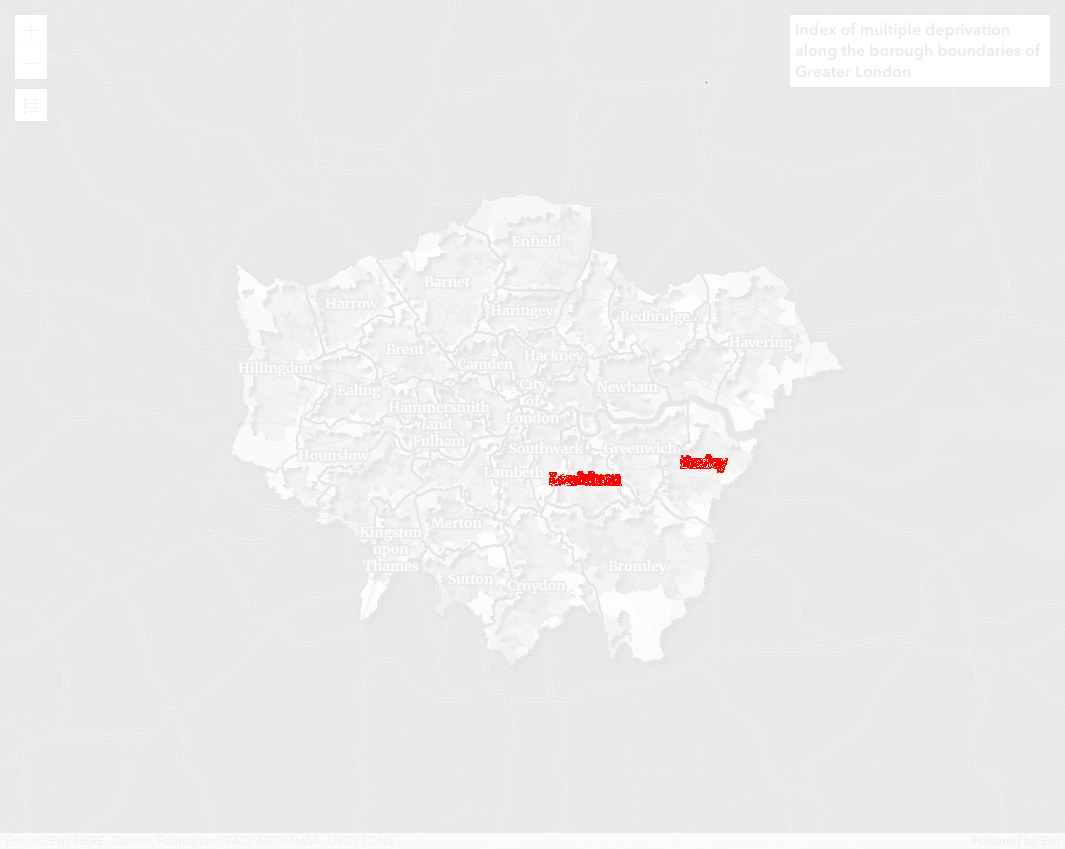 Index of multiple deprivation
along the borough boundaries of
Greater London
Enfield
Barnet
Harrow
Haringey
Redbridge
Havering
Brent
Hackney
Camden
Hillingdon
City
of
London
Newham
Ealing
Hammersmith
and
Fulham
Southwark
Greenwich
Hounslow
Bexley
Lambeth
Lewisham
Merton
Kingston
upon
Thames
Bromley
Sutton
Croydon
Esri UK, Esri, HERE, Garmin, Foursquare, FAO, METI/NASA, USGS | ONS
Powered by Esri